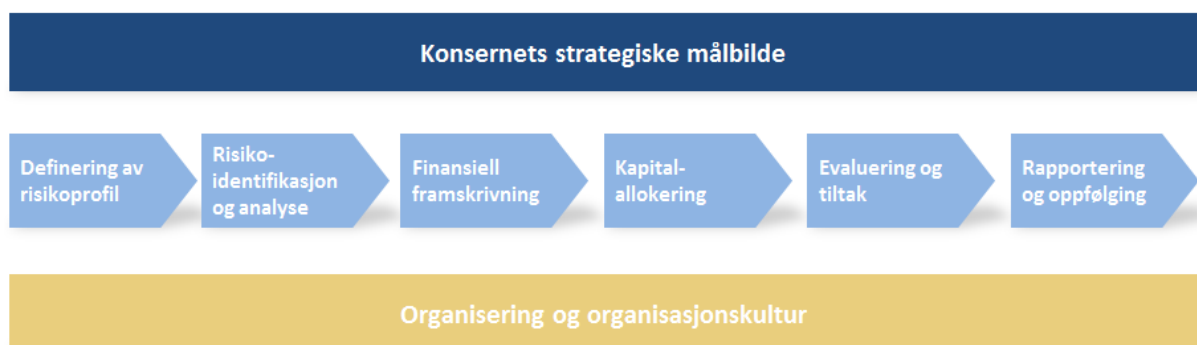 Konsernets strategiske målbilde
Definering av
risikoprofil
Risiko-
identifikasjon
og analyse
Finansiell
framskrivning
Kapital-
allokering
Evaluering og
tiltak
Rapportering
og oppfølging
Organisering og organisasjonskultur